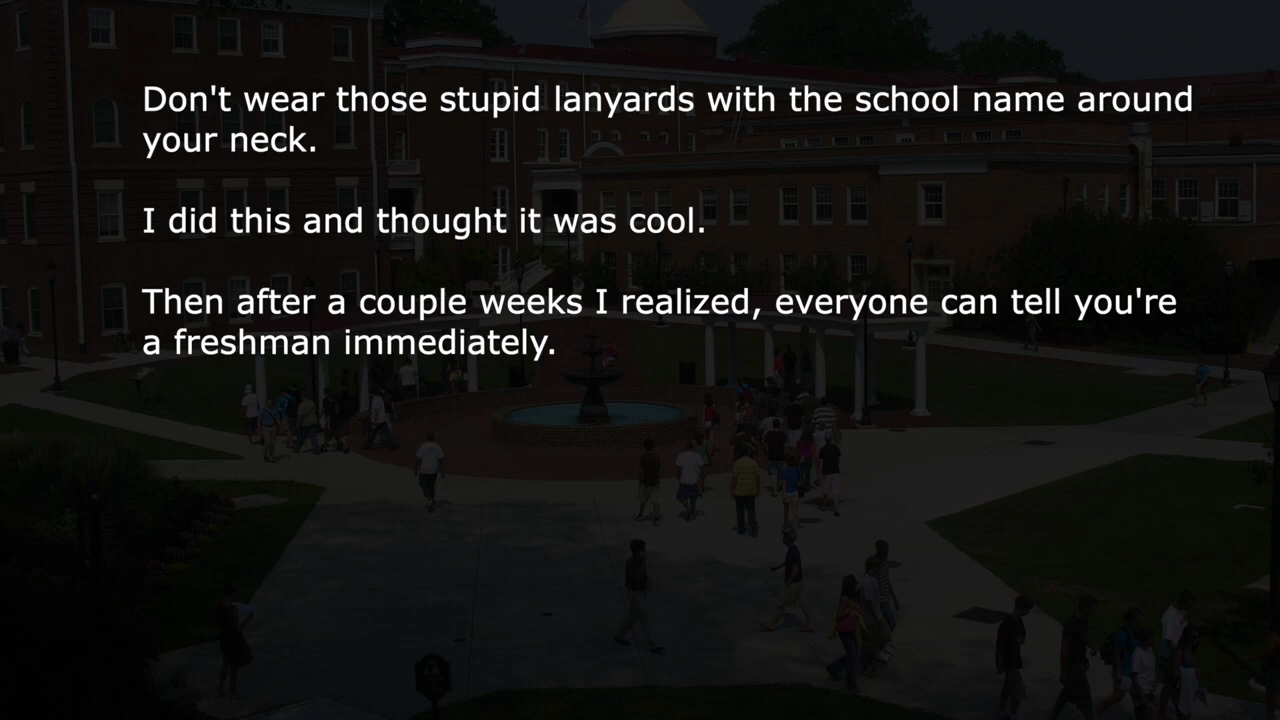 Don't wear those stupid lanyards with the school name around
your neck.
I did this and thought it was cool.
Then after a couple weeks I realized, everyone can tell you're
a freshman immediately.